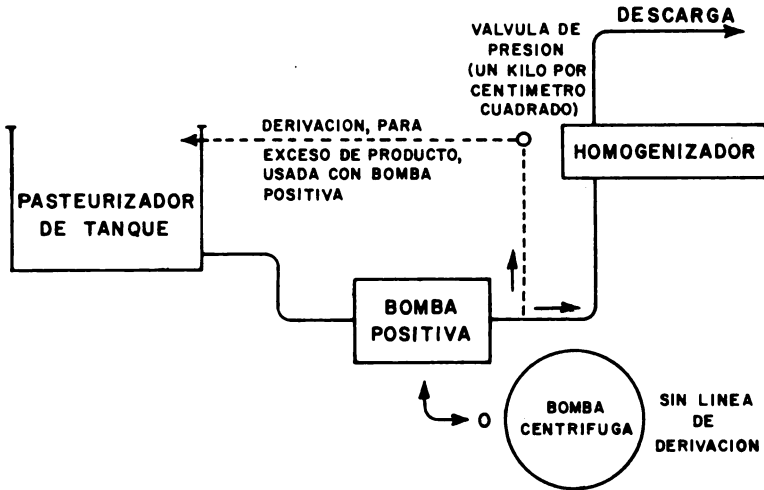 DESCARGA
VALVULA DE
PRESION
(UN KILO POR
CENTIMETRO
CUADRADO)
DERIVACION, PARA
EXCESO DE PRODUCTO,
USADA CON BOMBA
POSITIVA
HOMOGENIZADOR
PASTEURIZADOR
DE TANQUE
BOMBA
POSITIVA
O
BOMBA
CENTRIFUGA
SIN LINEA
DE
DERIVACION